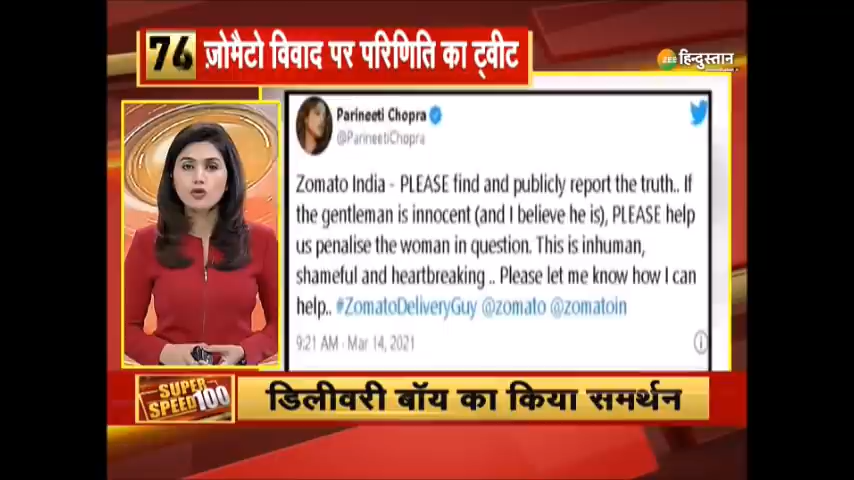 76 ज़ोमैटो विवाद पर परिणिति का ट्वीट
ZEE हिन्दुस्तान
Parineeti Chopra
@ParineetiChopra
Zomato India - PLEASE find and publicly report the truth.. If
the gentleman is innocent (and I believe he is), PLEASE help
us penalise the woman in question. This is inhuman,
shameful and heartbreaking .. Please let me know how I can
help.. #ZomatoDeliveryGuy @zomato @zomatoin
9:21 AM · Mar 14, 2021
SUPER
SPEED 100
डिलीवरी बॉय का किया समर्थन